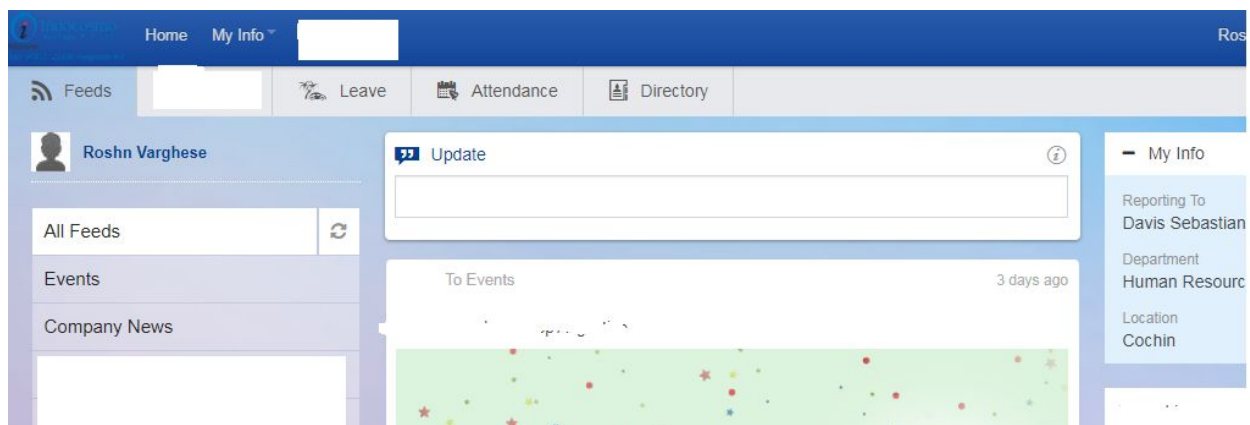 Home My Info Ros
Feeds Leave Attendance Directory
Roshn Varghese
All Feeds
Events
Company News
Update
To Events 3 days ago
My Info
Reporting To
Davis Sebastian
Department
Human Resourc
Location
Cochin